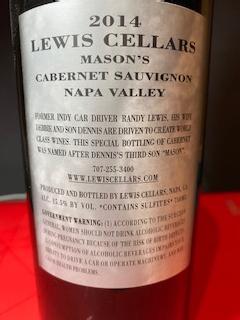 2014
LEWIS CELLARS
MASON'S
CABERNET SAUVIGNON
NAPA VALLEY
FORMER INDY CAR DRIVER RANDY LEWIS, HIS WIFE
DEBBIE AND SON DENNIS ARE DRIVEN TO CREATE WORLD
CLASS WINES. THIS SPECIAL BOTTLING OF CABERNET
WAS NAMED AFTER DENNIS'S THIRD SON "MASON".
707-255-3400
WWW.LEWISCELLARS.COM
PRODUCED AND BOTTLED BY LEWIS CELLARS, NAPA, CA
ALC. 15.5% BY VOL. *CONTAINS SULFITES* 750ML
GOVERNMENT WARNING: (1) ACCORDING TO THE SURGEON
GENERAL, WOMEN SHOULD NOT DRINK ALCOHOLIC BEVERAGES
DURING PREGNANCY BECAUSE OF THE RISK OF BIRTH DEFECTS.
CONSUMPTION OF ALCOHOLIC BEVERAGES IMPAIRS YOUR
ABILITY TO DRIVE A CAR OR OPERATE MACHINERY, AND MAY
CAUSE HEALTH PROBLEMS.